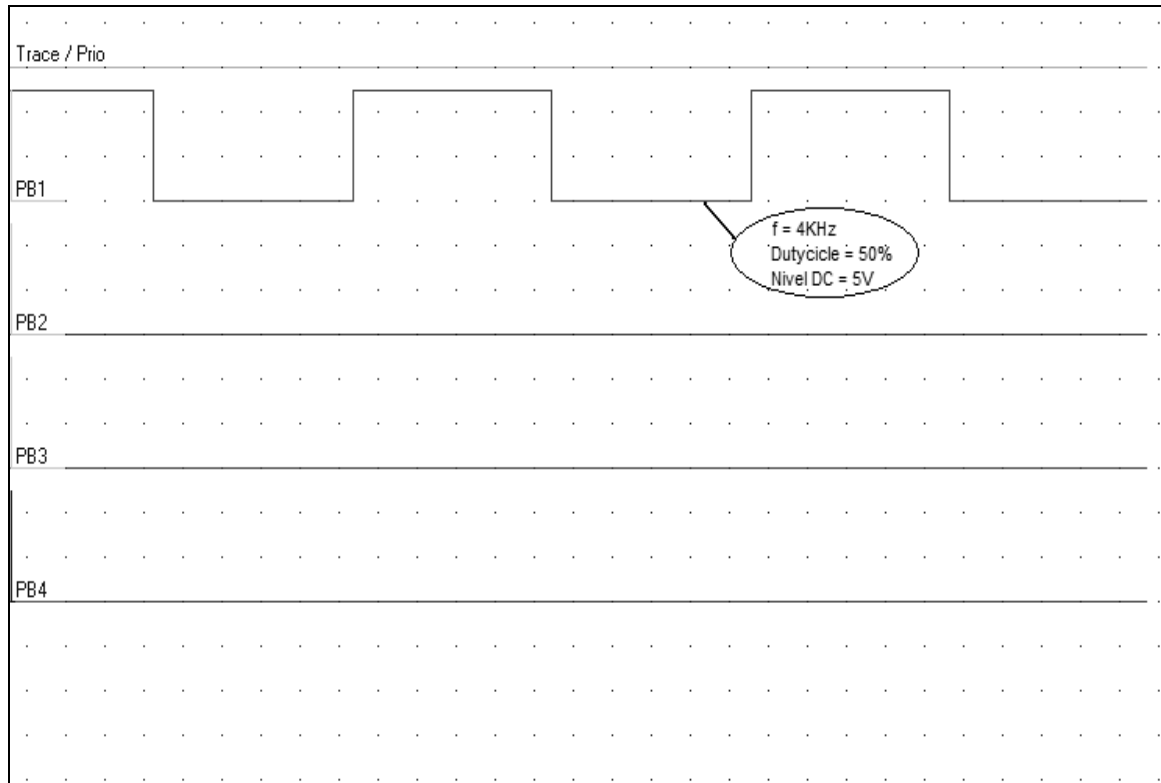 Trace / Prio
PB1
f = 4KHz
Dutycicle = 50%
Nivel DC = 5V
PB2
PB3
PB4